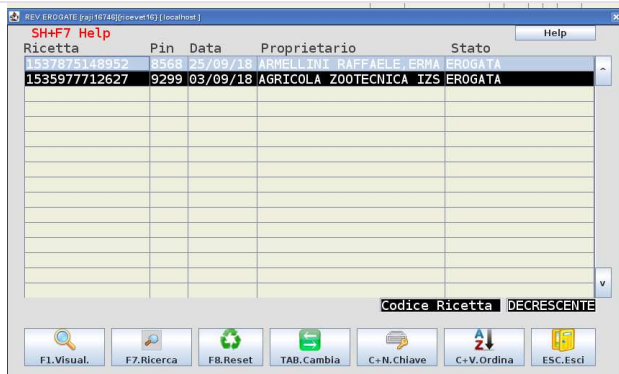 REV EROGATE [raji16746](ricevet16) [ localhost ]
SH+F7 Help
Help
Ricetta Pin Data Proprietario Stato
1537875148952 8568 25/09/18 ARMELLINI RAFFAELE,ERMA EROGATA
1535977712627 9299 03/09/18 AGRICOLA ZOOTECNICA IZS EROGATA
Codice Ricetta DECRESCENTE
F1.Visual. F7.Ricerca F8.Reset TAB.Cambia C+N.Chiave C+V.Ordina ESC.Esci